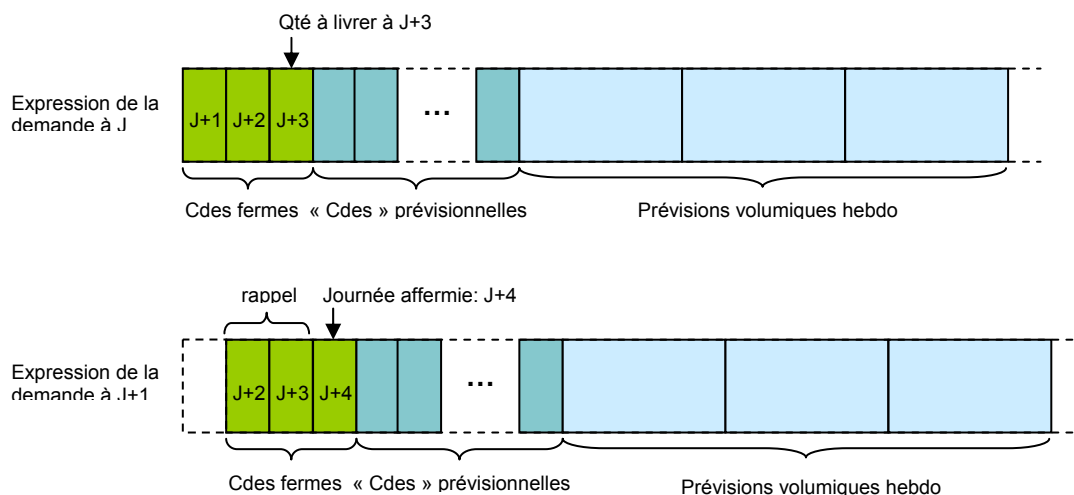 Qté à livrer à J+3
Expression de la
demande à J
J+1 J+2 J+3
...
Cdes fermes « Cdes » prévisionnelles
Prévisions volumiques hebdo
rappel
Journée affermie: J+4
Expression de la
demande à J+1
J+2 J+3 J+4
...
Cdes fermes « Cdes » prévisionnelles
Prévisions volumiques hebdo